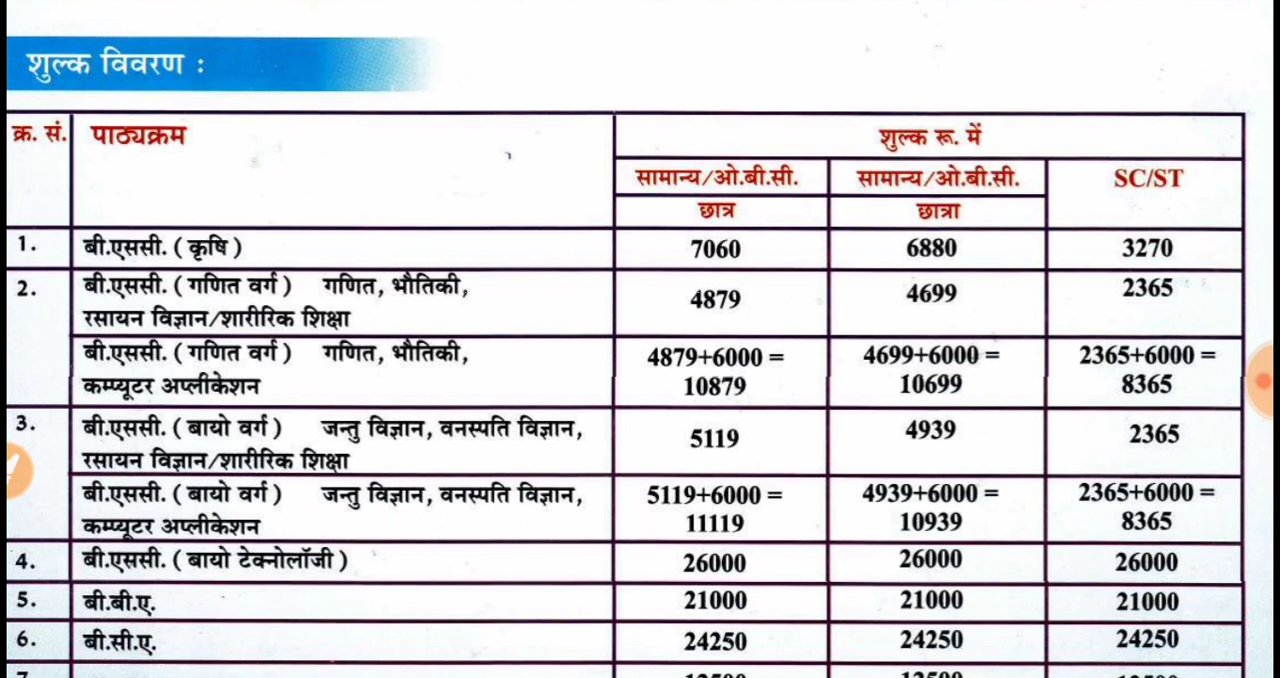 शुल्क विवरण :
क्र. सं. पाठ्यक्रम शुल्क रू. में
सामान्य/ओ.बी.सी. सामान्य/ओ.बी.सी. SC/ST
छात्र छात्रा
1. बी.एससी. ( कृषि ) 7060 6880 3270
2. बी.एससी. ( गणित वर्ग ) गणित, भौतिकी, 4879 4699 2365
रसायन विज्ञान/शारीरिक शिक्षा
बी.एससी. ( गणित वर्ग ) गणित, भौतिकी, 4879+6000 = 4699+6000 = 2365+6000 =
कम्प्यूटर अप्लीकेशन 10879 10699 8365
3. बी.एससी. ( बायो वर्ग ) जन्तु विज्ञान, वनस्पति विज्ञान, 5119 4939 2365
रसायन विज्ञान/शारीरिक शिक्षा
बी.एससी. ( बायो वर्ग ) जन्तु विज्ञान, वनस्पति विज्ञान, 5119+6000 = 4939+6000 = 2365+6000 =
कम्प्यूटर अप्लीकेशन 11119 10939 8365
4. बी.एससी. ( बायो टेक्नोलॉजी ) 26000 26000 26000
5. बी.बी.ए. 21000 21000 21000
6. बी.सी.ए. 24250 24250 24250